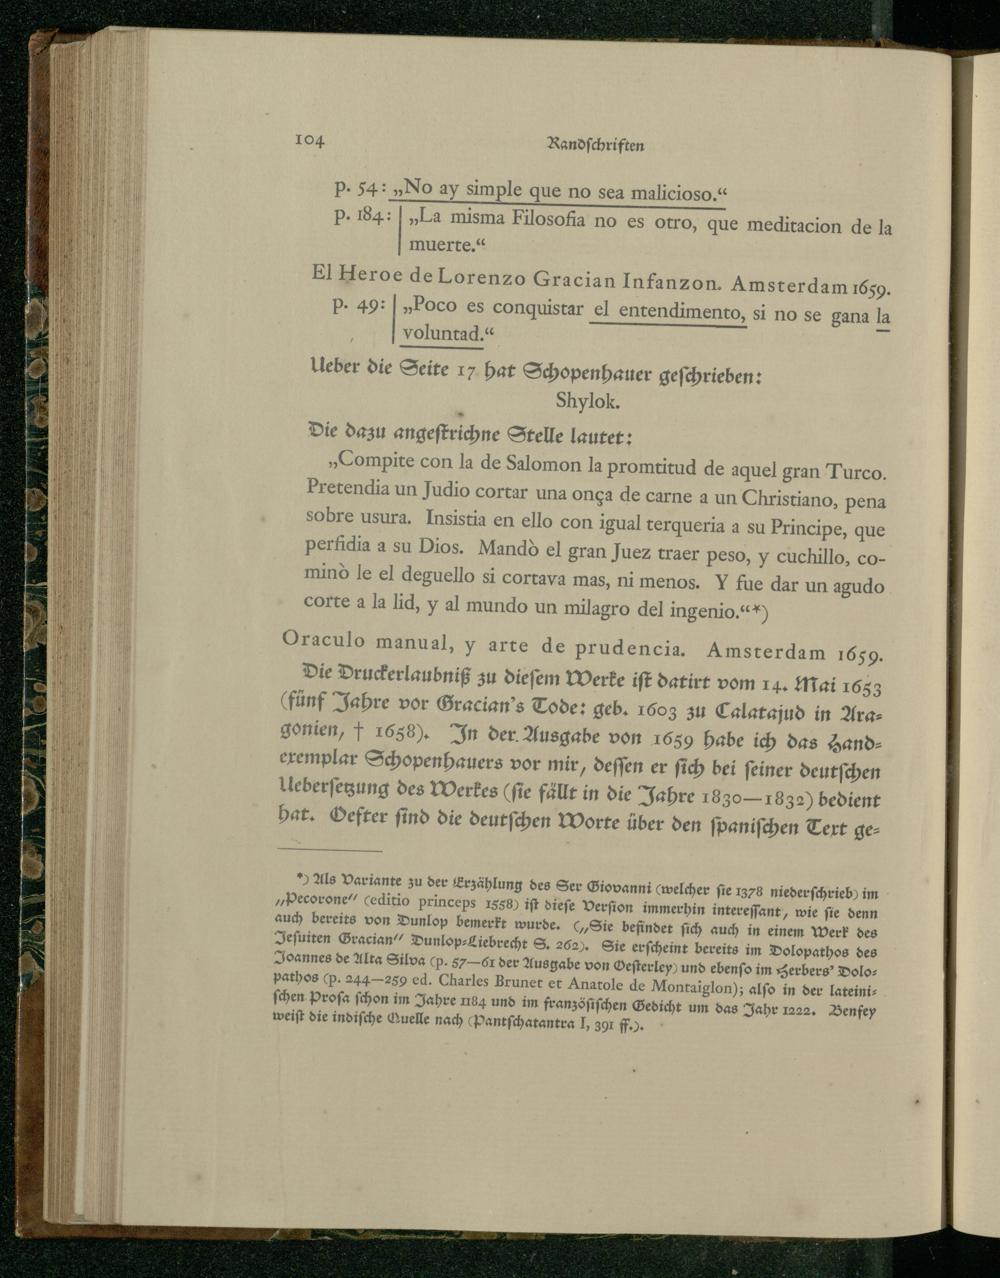 104 Randschriften
p. 54: „No ay simple que no sea malicioso.“
p. 184: „La misma Filosofia no es otro, que meditacion de la
muerte.“
El Heroe de Lorenzo Gracian Infanzon. Amsterdam 1659.
p. 49: „Poco es conquistar el entendimento, si no se gana la
voluntad.“
Ueber die Seite 17 hat Schopenhauer geschrieben:
Shylok.
Die dazu angestrichne Stelle lautet:
„Compite con la de Salomon la promtitud de aquel gran Turco.
Pretendia un Judio cortar una onça de carne a un Christiano, pena
sobre usura. Insistia en ello con igual terqueria a su Principe, que
perfidia a su Dios. Mandò el gran Juez traer peso, y cuchillo, co-
minò le el deguello si cortava mas, ni menos. Y fue dar un agudo
corte a la lid, y al mundo un milagro del ingenio.“*)
Oraculo manual, y arte de prudencia. Amsterdam 1659.
Die Druckerlaubniß zu diesem Werke ist datirt vom 14. Mai 1653
(fünf Jahre vor Gracian's Tode: geb. 1603 zu Calatajud in Ara-
gonien, † 1658). In der Ausgabe von 1659 habe ich das Hand-
exemplar Schopenhauers vor mir, dessen er sich bei seiner deutschen
Uebersetzung des Werkes (sie fällt in die Jahre 1830—1832) bedient
hat. Oefter sind die deutschen Worte über den spanischen Text ge-
*) Als Variante zu der Erzählung des Ser Giovanni (welcher sie 1378 niederschrieb) im
„Pecorone“ (editio princeps 1558) ist diese Version immerhin interessant, wie sie denn
auch bereits von Dunlop bemerkt wurde. („Sie befindet sich auch in einem Werk des
Jesuiten Gracian“ Dunlop-Liebrecht S. 262). Sie erscheint bereits im Dolopathos des
Joannes de Alta Silva (p. 57—61 der Ausgabe von Oesterley) und ebenso im Herbers' Dolo-
pathos (p. 244—259 ed. Charles Brunet et Anatole de Montaiglon); also in der lateini-
schen Prosa schon im Jahre 1184 und im französischen Gedicht um das Jahr 1222. Benfey
weist die indische Quelle nach (Pantschatantra I, 391 ff.).